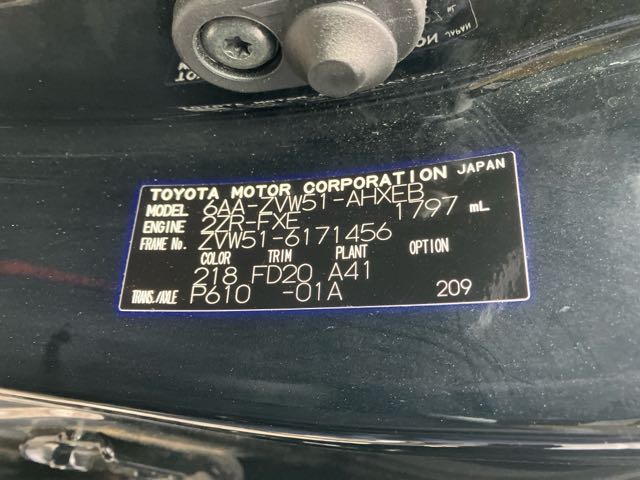 TOYOTA MOTOR CORPORATION JAPAN
MODEL 6AA-ZVW51-AHXEB
ENGINE 2ZR-FXE 1797 mL
FRAME No. ZVW51-6171456
COLOR TRIM PLANT OPTION
218 FD20 A41
TRANS./AXLE P610 -01A 209